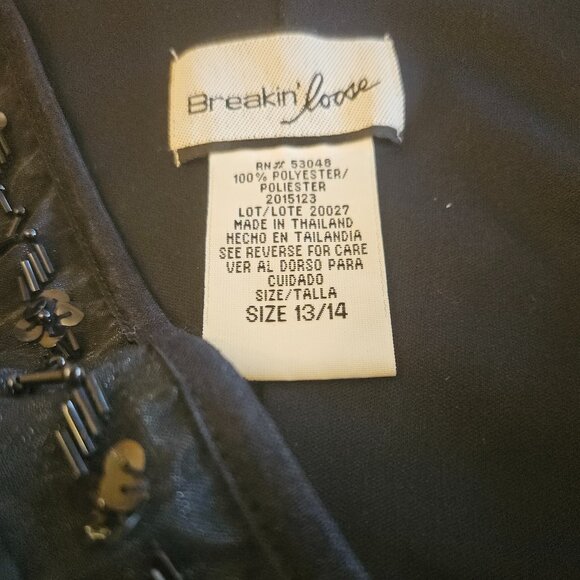 Breakin' loose
RN# 53048
100% POLYESTER/
POLIESTER
2015123
LOT/LOTE 20027
MADE IN THAILAND
HECHO EN TAILANDIA
SEE REVERSE FOR CARE
VER AL DORSO PARA
CUIDADO
SIZE/TALLA
SIZE 13/14